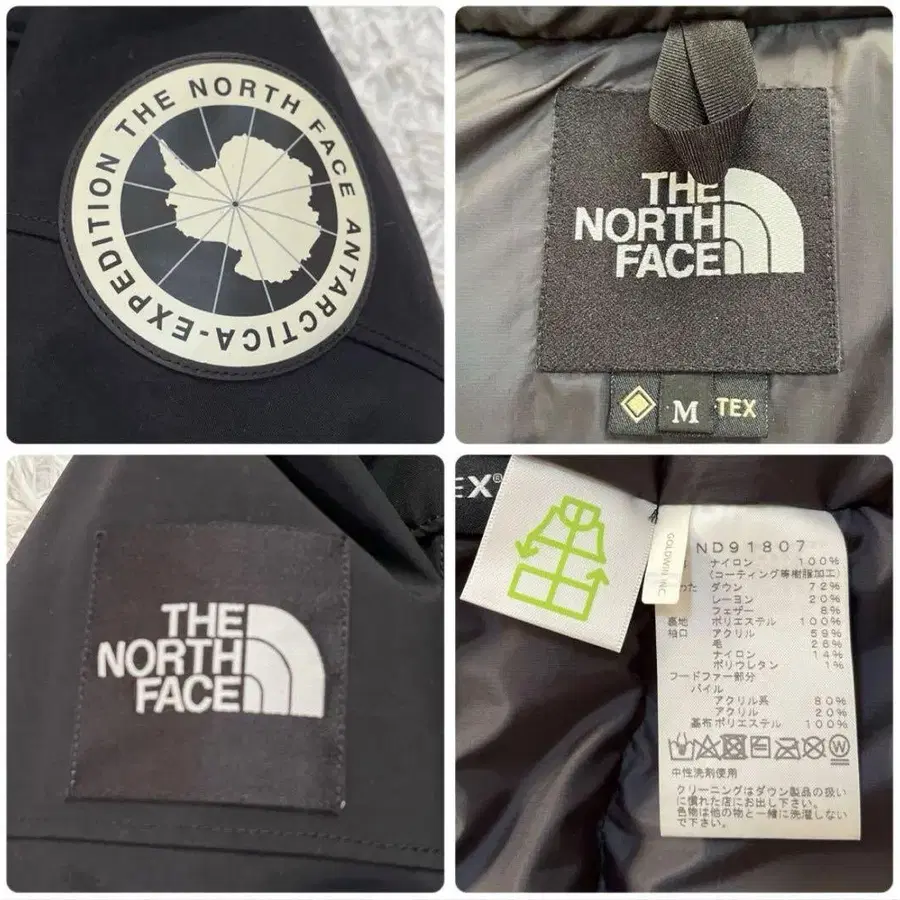 THE NORTH FACE ANTARCTICA-EXPEDITION
THE
NORTH
FACE
M TEX
THE
NORTH
FACE
EX®
GOLDWIN INC.
ND91807
ナイロン 100%
(コーティング等樹脂加工)
わた ダウン 72%
レーヨン 20%
フェザー 8%
裏地 ポリエステル 100%
袖口 アクリル 59%
毛 26%
ナイロン 14%
ポリウレタン 1%
フードファー部分
パイル
アクリル系 80%
アクリル 20%
基布 ポリエステル 100%
中性洗剤使用
クリーニングはダウン製品の扱い
に慣れた店にお出し下さい。
色物は他の物と一緒に洗濯しない
で下さい。